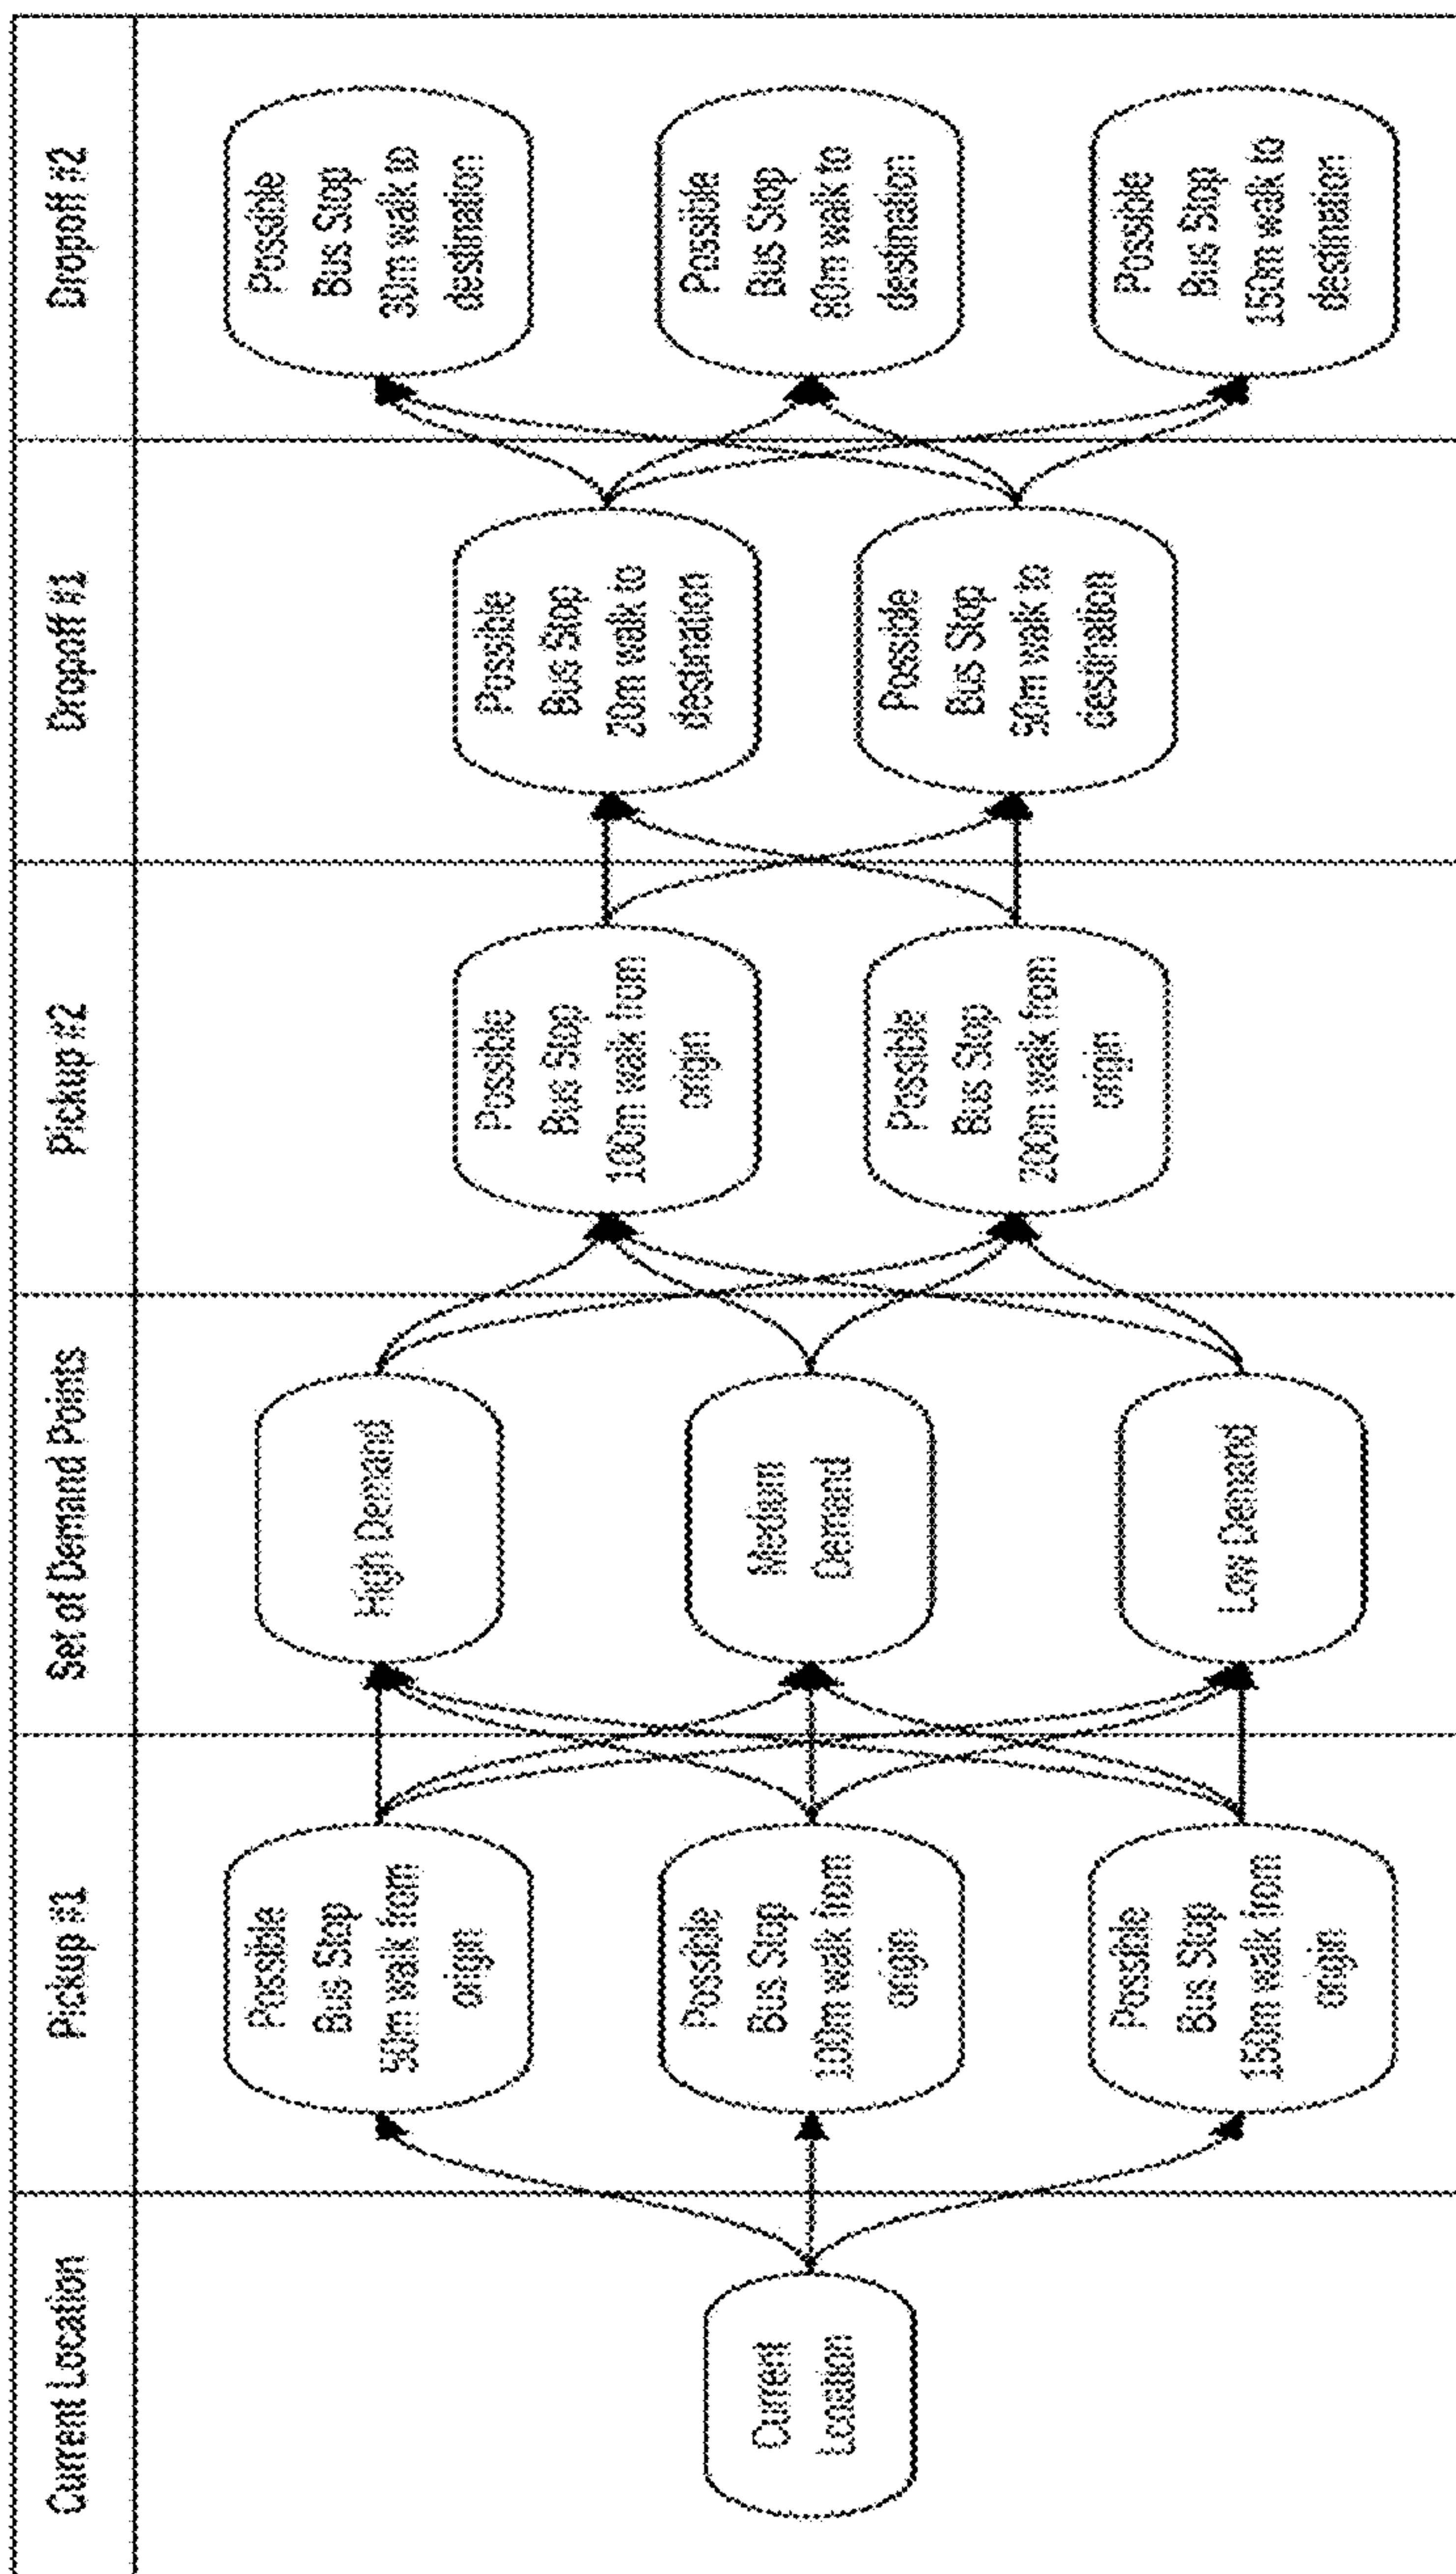 Current Location
Pickup #1
Set of Demand Points
Pickup #2
Dropoff #1
Dropoff #2
Current
Location
Possible
Bus Stop
50m walk from
origin
Possible
Bus Stop
100m walk from
origin
Possible
Bus Stop
150m walk from
origin
High Demand
Medium
Demand
Low Demand
Possible
Bus Stop
100m walk from
origin
Possible
Bus Stop
200m walk from
origin
Possible
Bus Stop
20m walk to
destination
Possible
Bus Stop
50m walk to
destination
Possible
Bus Stop
30m walk to
destination
Possible
Bus Stop
80m walk to
destination
Possible
Bus Stop
150m walk to
destination